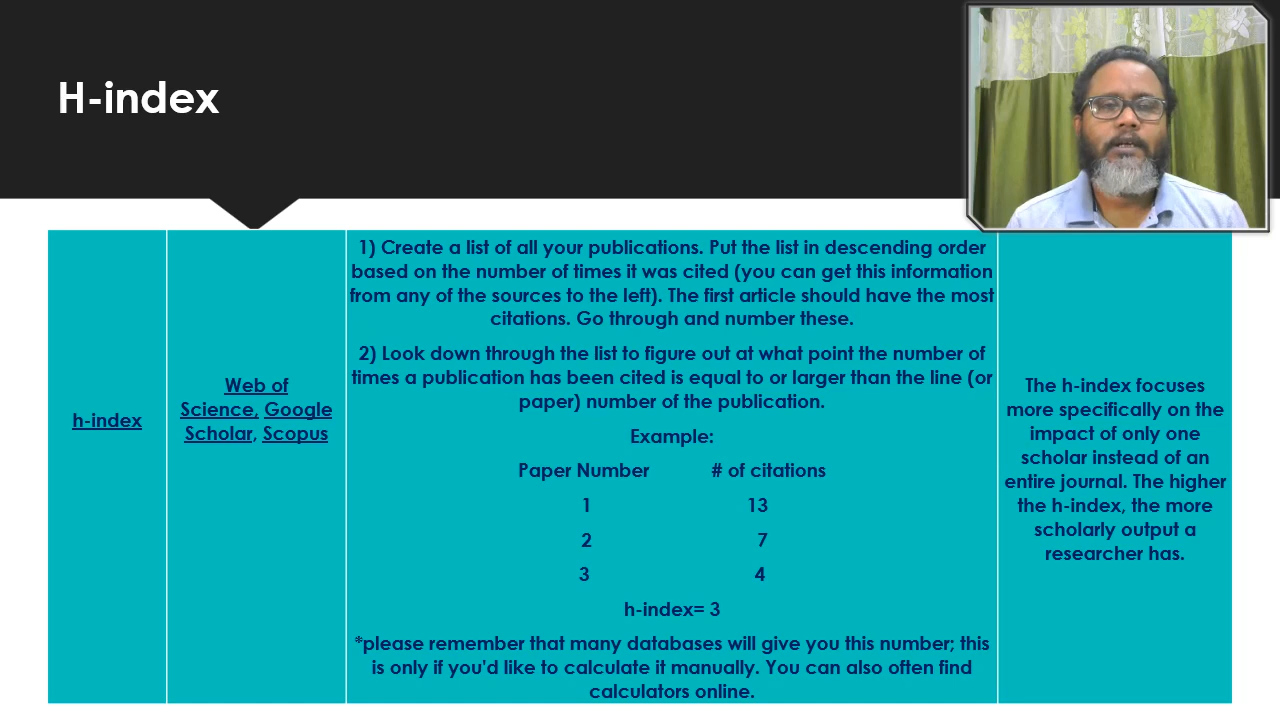 H-index
h-index
Web of
Science, Google
Scholar, Scopus
1) Create a list of all your publications. Put the list in descending order
based on the number of times it was cited (you can get this information
from any of the sources to the left). The first article should have the most
citations. Go through and number these.
2) Look down through the list to figure out at what point the number of
times a publication has been cited is equal to or larger than the line (or
paper) number of the publication.
Example:
Paper Number # of citations
1 13
2 7
3 4
h-index= 3
*please remember that many databases will give you this number; this
is only if you'd like to calculate it manually. You can also often find
calculators online.
The h-index focuses
more specifically on the
impact of only one
scholar instead of an
entire journal. The higher
the h-index, the more
scholarly output a
researcher has.